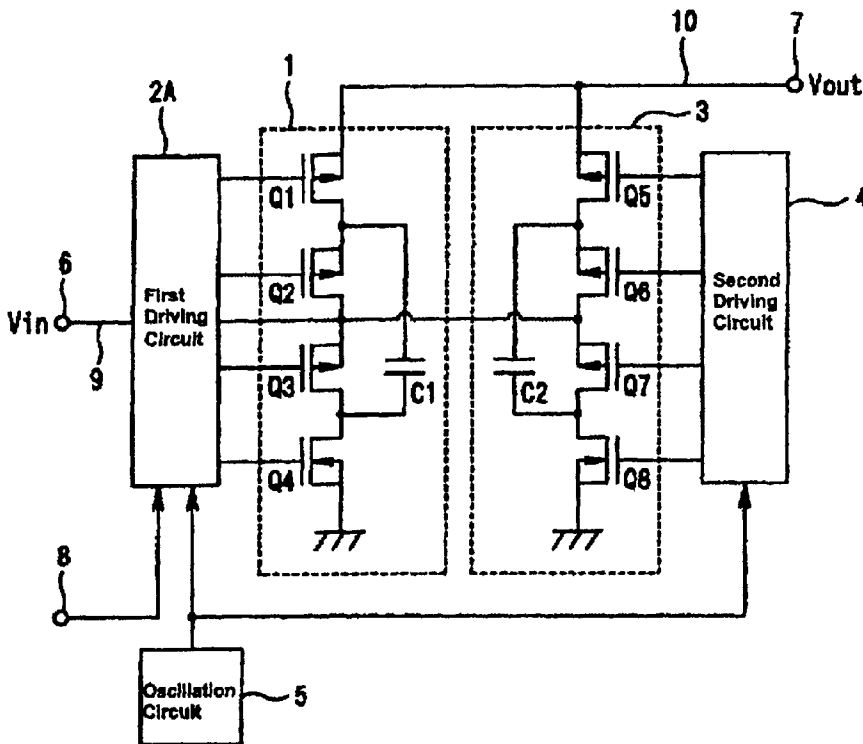 10
7
Vout
1
3
2A
Q1
Q5
4
6
Q2
Q6
First
Driving
Circuit
Second
Driving
Circuit
Vin
9
Q3
C1
C2
Q7
Q4
Q8
8
Oscillation
Circuit
5